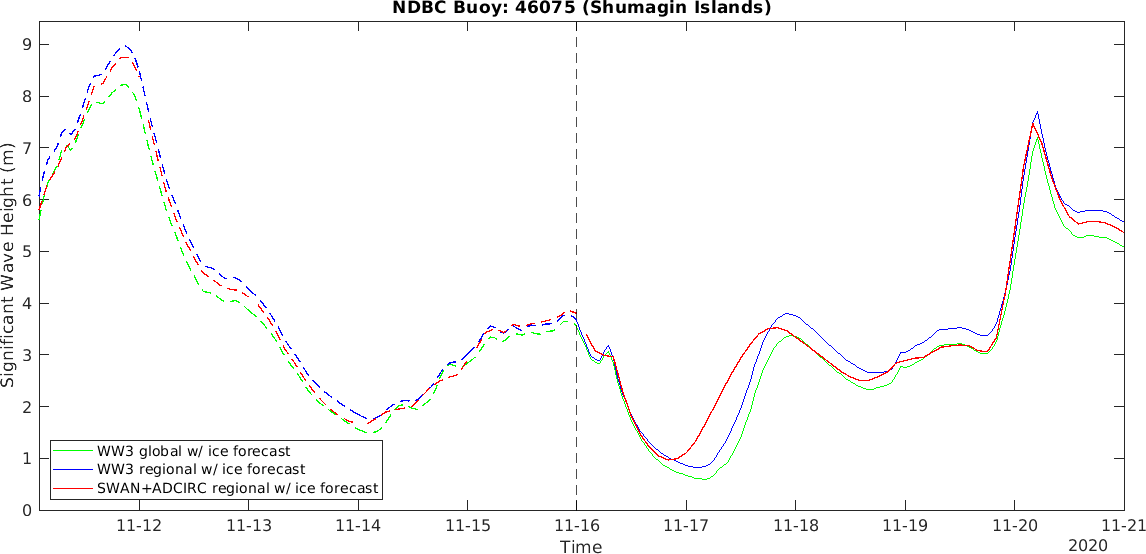 NDBC Buoy: 46075 (Shumagin Islands)
Significant Wave Height (m)
9
8
7
6
5
4
3
2
1
0
WW3 global w/ ice forecast
WW3 regional w/ ice forecast
SWAN+ADCIRC regional w/ ice forecast
11-12 11-13 11-14 11-15 11-16 11-17 11-18 11-19 11-20 11-21
Time
2020